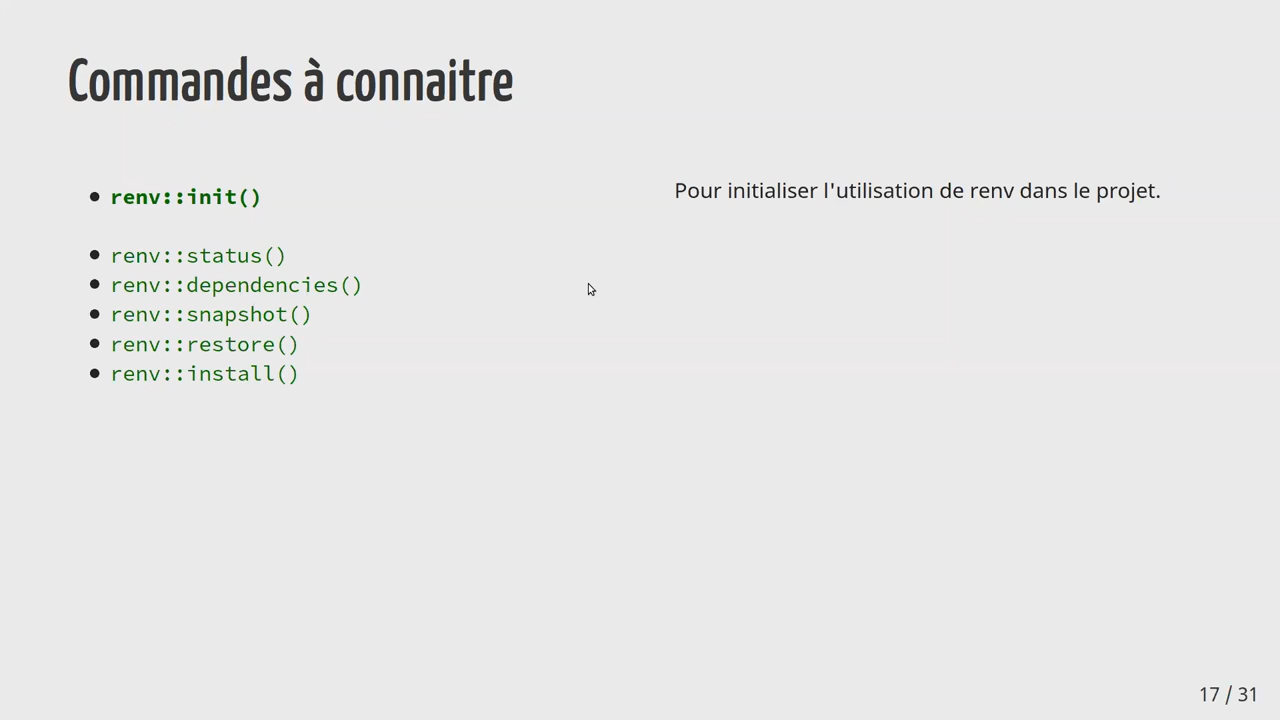 Commandes à connaitre
renv::init()
Pour initialiser l'utilisation de renv dans le projet.
renv::status()
renv::dependencies()
renv::snapshot()
renv::restore()
renv::install()
17 / 31